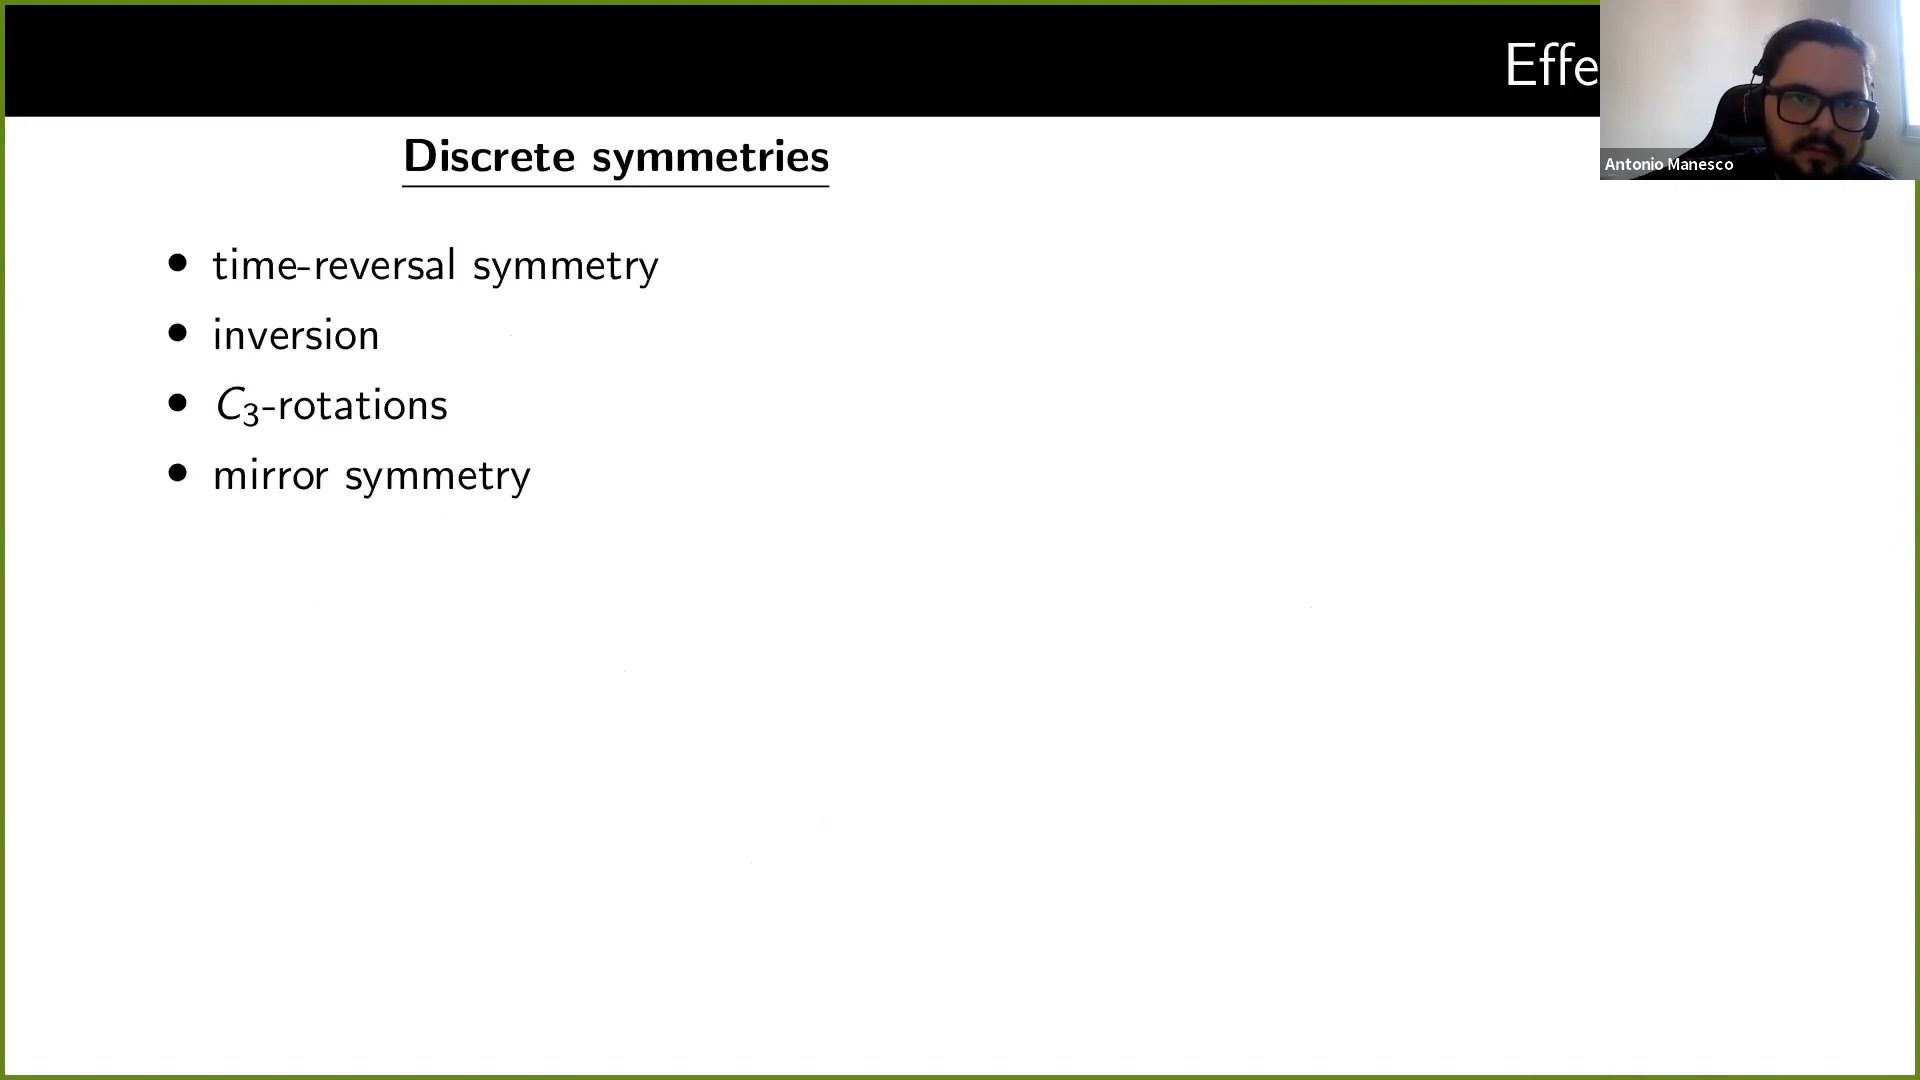 Effe
Antonio Manesco
Discrete symmetries
• time-reversal symmetry
• inversion
• C₃-rotations
• mirror symmetry